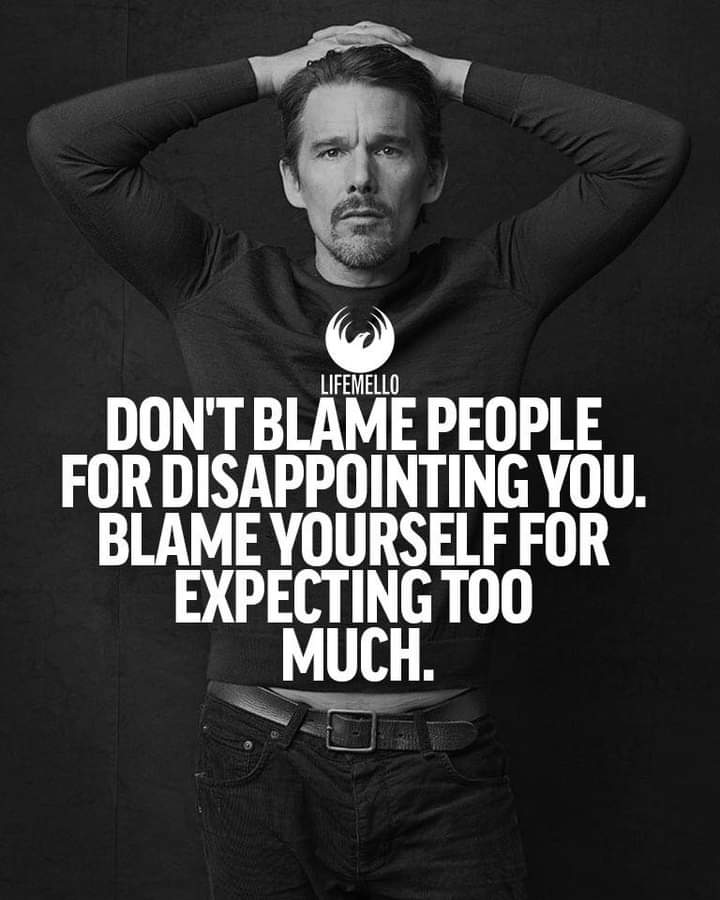 LIFEMELLO
DON'T BLAME PEOPLE
FOR DISAPPOINTING YOU.
BLAME YOURSELF FOR
EXPECTING TOO
MUCH.